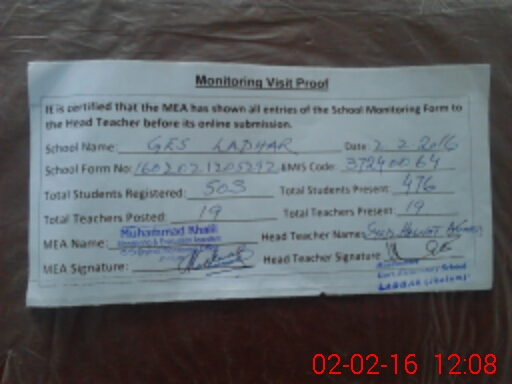 Monitoring Visit Proof
It is certified that the MEA has shown all entries of the School Monitoring Form to
the Head Teacher before its online submission.
School Name: GES LADHAR Date: 2.2.2016
School Form No: EMIS Code: 37240064
Total Students Registered: 503 Total Students Present: 476
Total Teachers Posted: 19 Total Teachers Present: 19
MEA Name: Muhammad Khalil Head Teacher Name:
MEA Signature: Head Teacher Signature
02-02-16 12:08